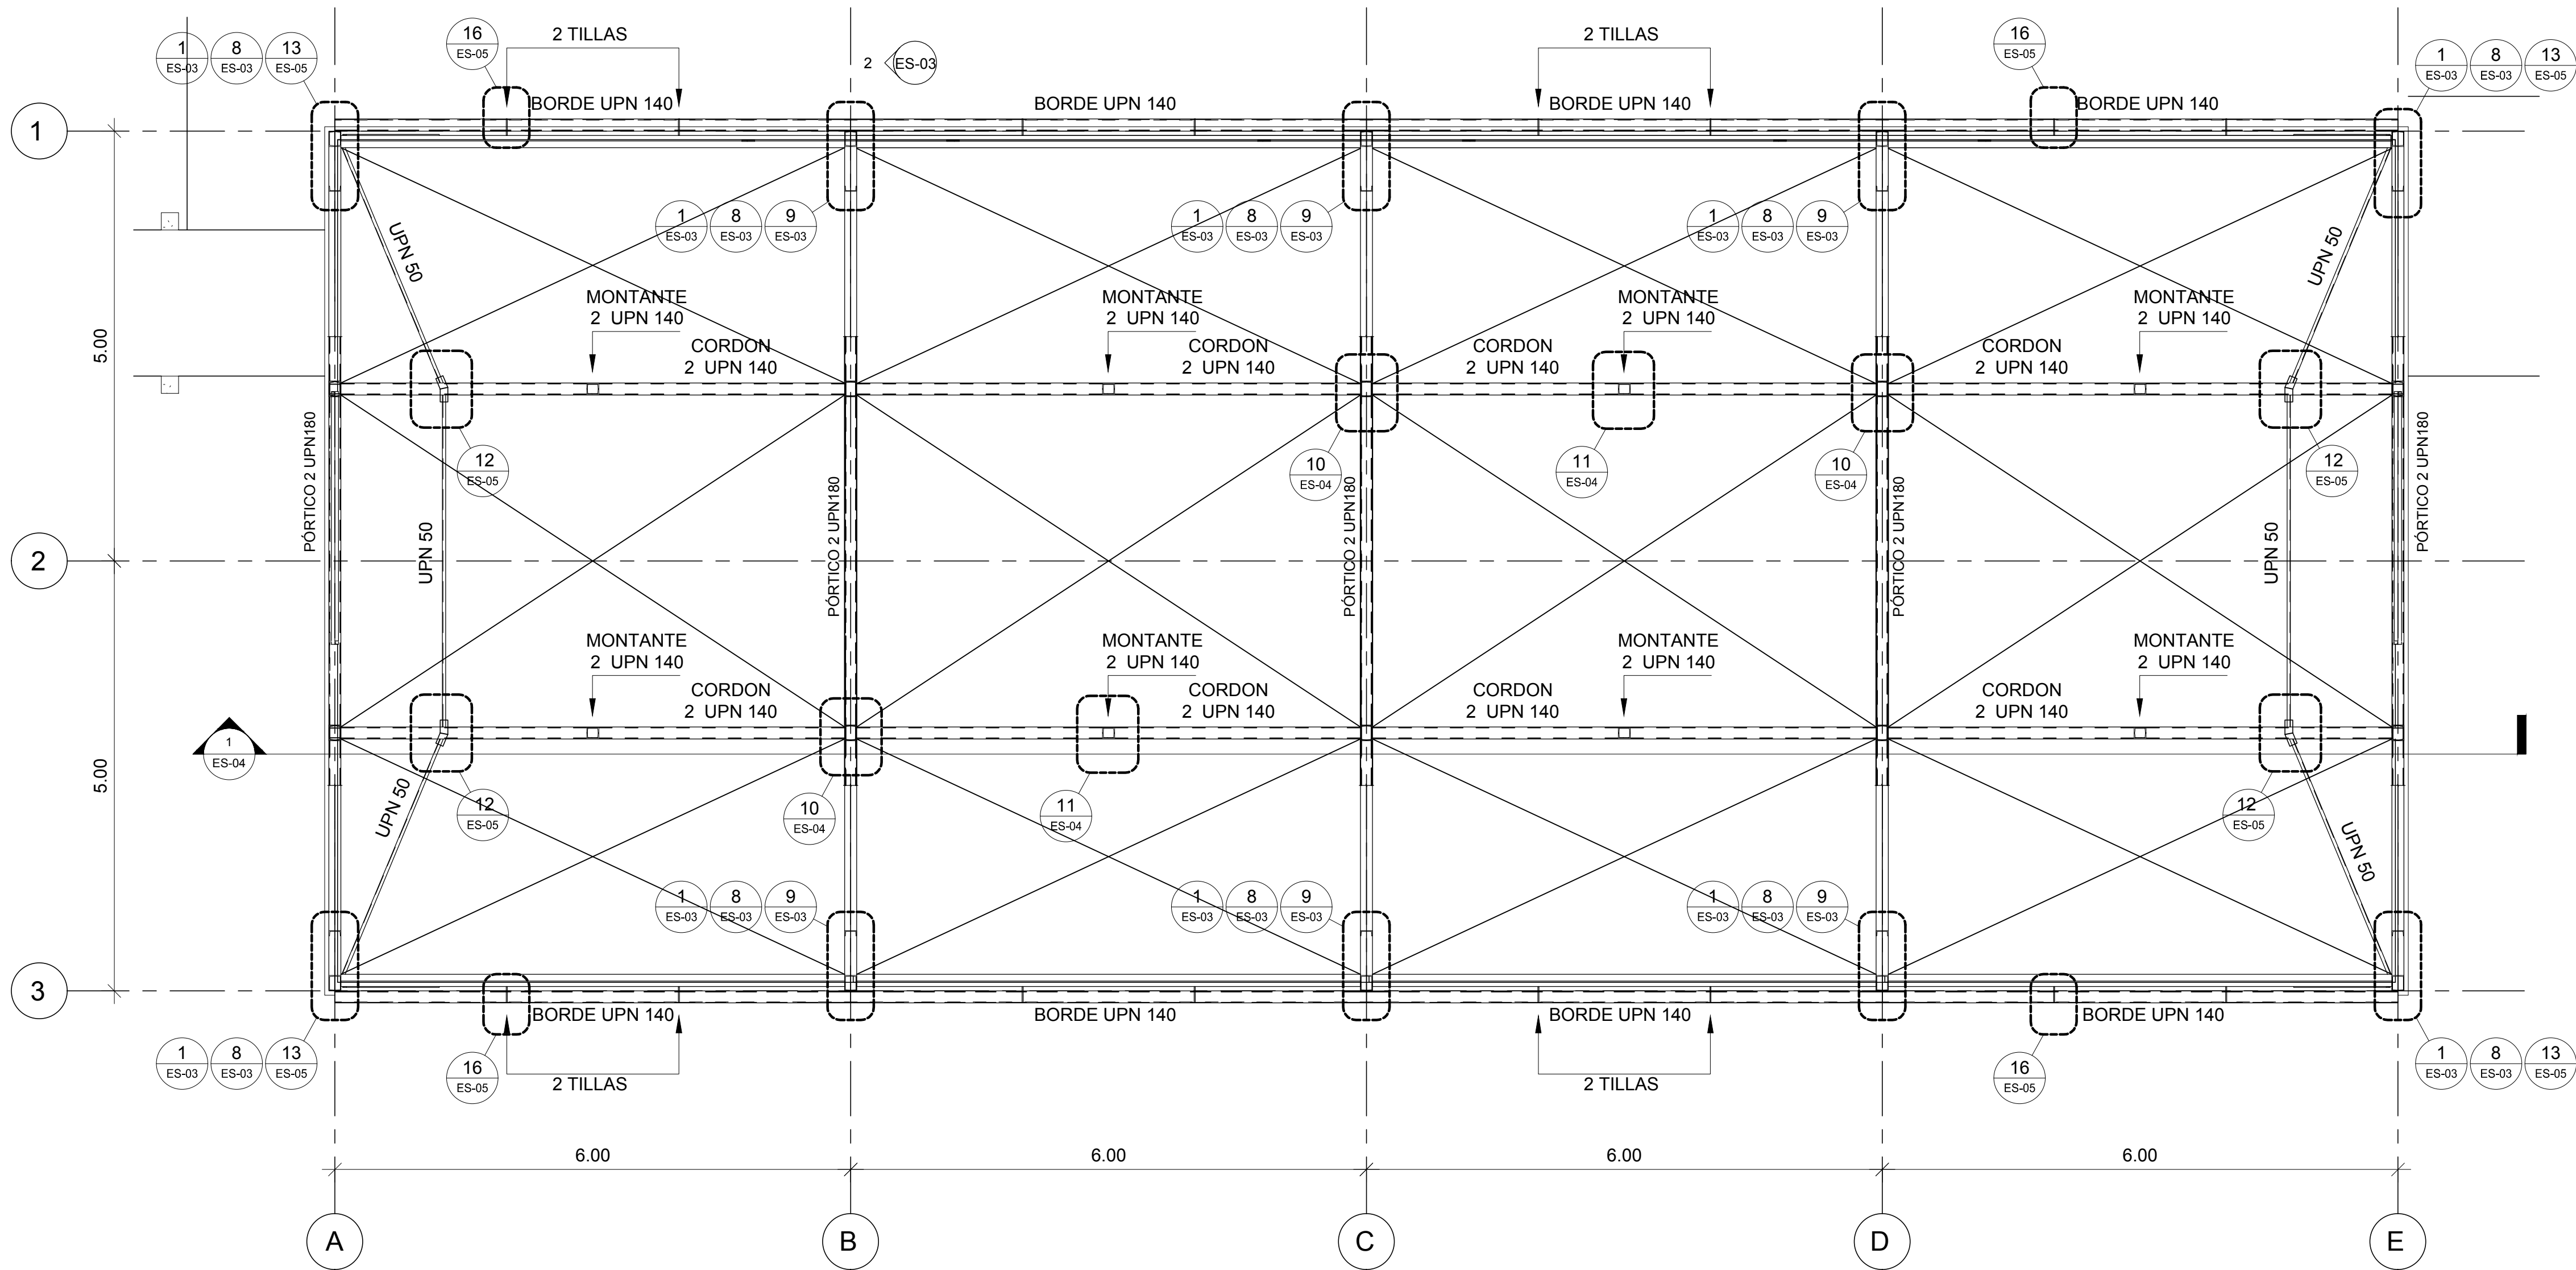 2 TILLAS
2 TILLAS
16
ES-05
16
ES-05
1
ES-03
8
ES-03
13
ES-05
2
ES-03
1
ES-03
8
ES-03
13
ES-05
BORDE UPN 140
BORDE UPN 140
BORDE UPN 140
BORDE UPN 140
1
1
ES-03
8
ES-03
9
ES-03
1
ES-03
8
ES-03
9
ES-03
1
ES-03
8
ES-03
9
ES-03
UPN 50
UPN 50
MONTANTE
2 UPN 140
MONTANTE
2 UPN 140
MONTANTE
2 UPN 140
MONTANTE
2 UPN 140
5.00
CORDON
2 UPN 140
CORDON
2 UPN 140
CORDON
2 UPN 140
CORDON
2 UPN 140
12
ES-05
10
ES-04
11
ES-04
10
ES-04
12
ES-05
PÓRTICO 2 UPN180
PÓRTICO 2 UPN180
PÓRTICO 2 UPN180
PÓRTICO 2 UPN180
PÓRTICO 2 UPN180
2
UPN 50
UPN 50
MONTANTE
2 UPN 140
MONTANTE
2 UPN 140
MONTANTE
2 UPN 140
MONTANTE
2 UPN 140
CORDON
2 UPN 140
CORDON
2 UPN 140
CORDON
2 UPN 140
CORDON
2 UPN 140
1
ES-04
5.00
UPN 50
12
ES-05
10
ES-04
11
ES-04
12
ES-05
UPN 50
1
ES-03
8
ES-03
9
ES-03
1
ES-03
8
ES-03
9
ES-03
1
ES-03
8
ES-03
9
ES-03
3
BORDE UPN 140
BORDE UPN 140
BORDE UPN 140
BORDE UPN 140
1
ES-03
8
ES-03
13
ES-05
16
ES-05
2 TILLAS
2 TILLAS
16
ES-05
1
ES-03
8
ES-03
13
ES-05
6.00
6.00
6.00
6.00
A
B
C
D
E